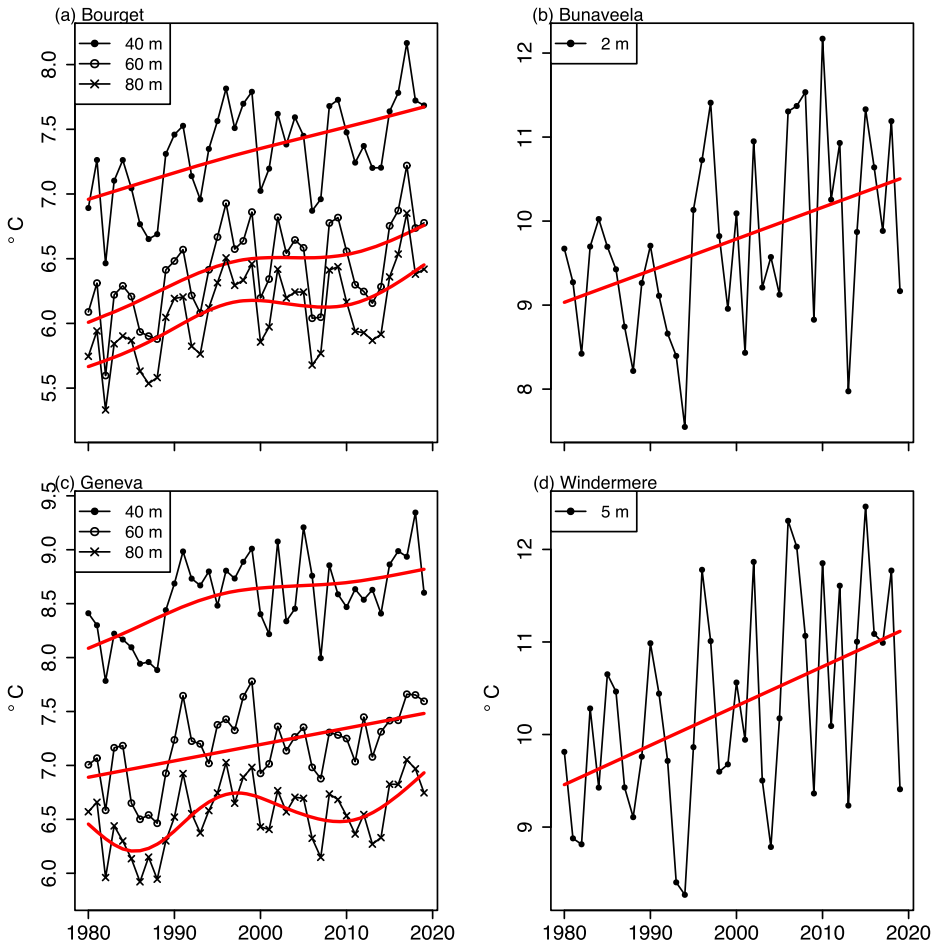 (a) Bourget
40 m
60 m
80 m
8.0
7.5
7.0
6.5
6.0
5.5
° C
(b) Bunaveela
2 m
12
11
10
9
8
(c) Geneva
40 m
60 m
80 m
9.5
9.0
8.5
8.0
7.5
7.0
6.5
6.0
° C
1980 1990 2000 2010 2020
(d) Windermere
5 m
12
11
10
9
° C
1980 1990 2000 2010 2020